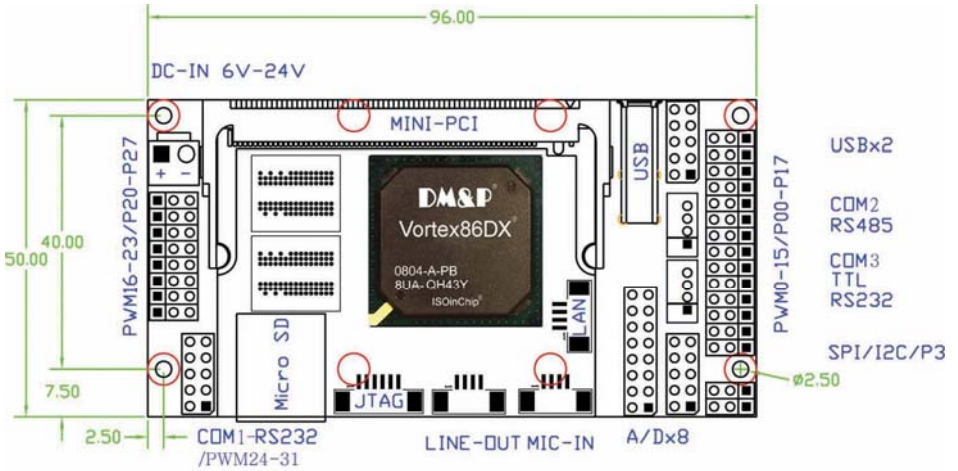 96.00
DC-IN 6V-24V
MINI-PCI
USB
USBx2
+ -
DM&P
Vortex86DX
COM2
RS485
40.00
50.00
PWM16-23/P20-P27
PWM0-15/P00-P17
0804-A-PB
8UA-QH43Y
ISOinChip
COM3
TTL
RS232
LAN
Micro SD
SPI/I2C/P3
ø2.50
7.50
JTAG
2.50
COM1-RS232
/PWM24-31
LINE-OUT
MIC-IN
A/Dx8